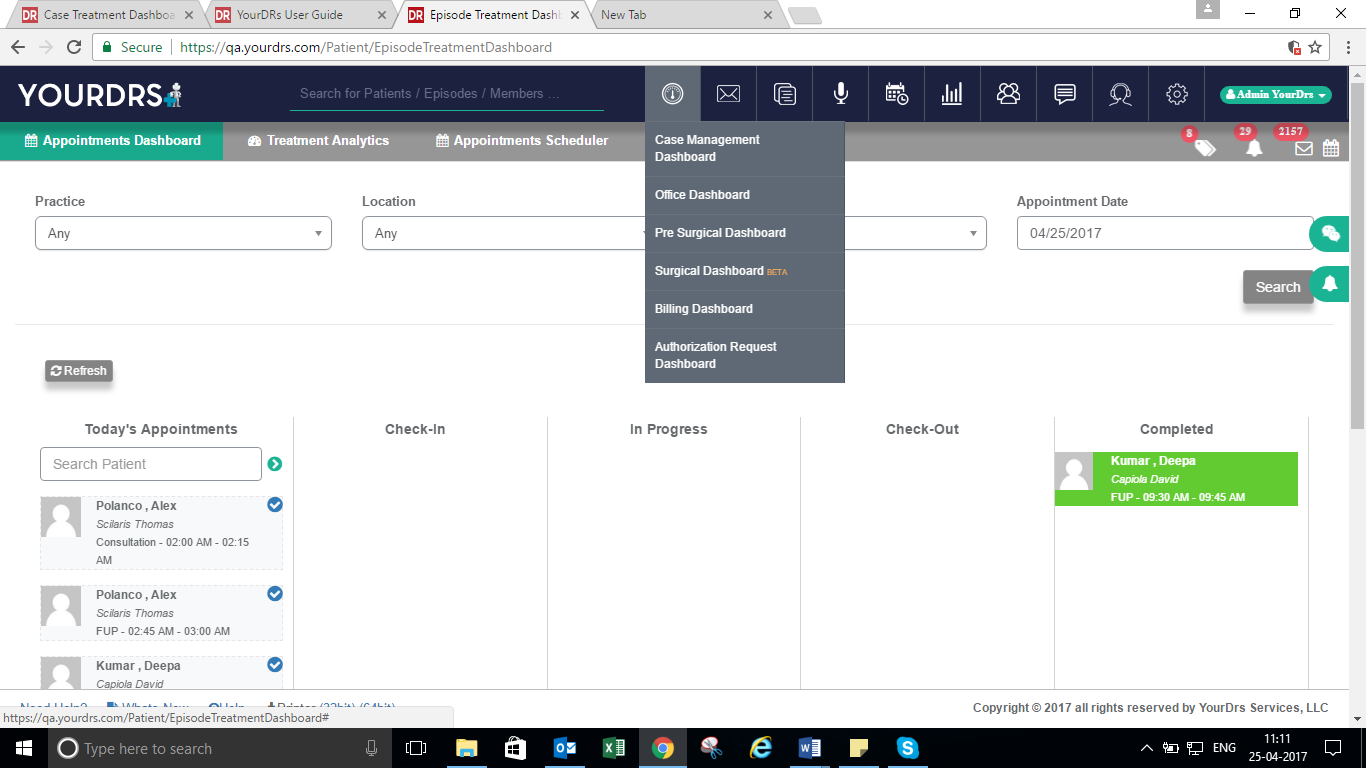 Case Treatment Dashboa
YourDRs User Guide
Episode Treatment Dashb
New Tab
Secure
https://qa.yourdrs.com/Patient/EpisodeTreatmentDashboard
YOURDRS
Search for Patients / Episodes / Members ...
Admin YourDrs
Appointments Dashboard
Treatment Analytics
Appointments Scheduler
8
29
2157
Case Management
Dashboard
Office Dashboard
Pre Surgical Dashboard
Surgical Dashboard BETA
Billing Dashboard
Authorization Request
Dashboard
Practice
Any
Location
Any
Appointment Date
04/25/2017
Search
Refresh
Today's Appointments
Search Patient
Polanco , Alex
Scilaris Thomas
Consultation - 02:00 AM - 02:15
AM
Polanco , Alex
Scilaris Thomas
FUP - 02:45 AM - 03:00 AM
Kumar , Deepa
Capiola David
Check-In
In Progress
Check-Out
Completed
Kumar , Deepa
Capiola David
FUP - 09:30 AM - 09:45 AM
Need Help?
Whats New
Help
Printer (32bit) (64bit)
Copyright © 2017 all rights reserved by YourDrs Services, LLC
https://qa.yourdrs.com/Patient/EpisodeTreatmentDashboard#
Type here to search
ENG
11:11
25-04-2017